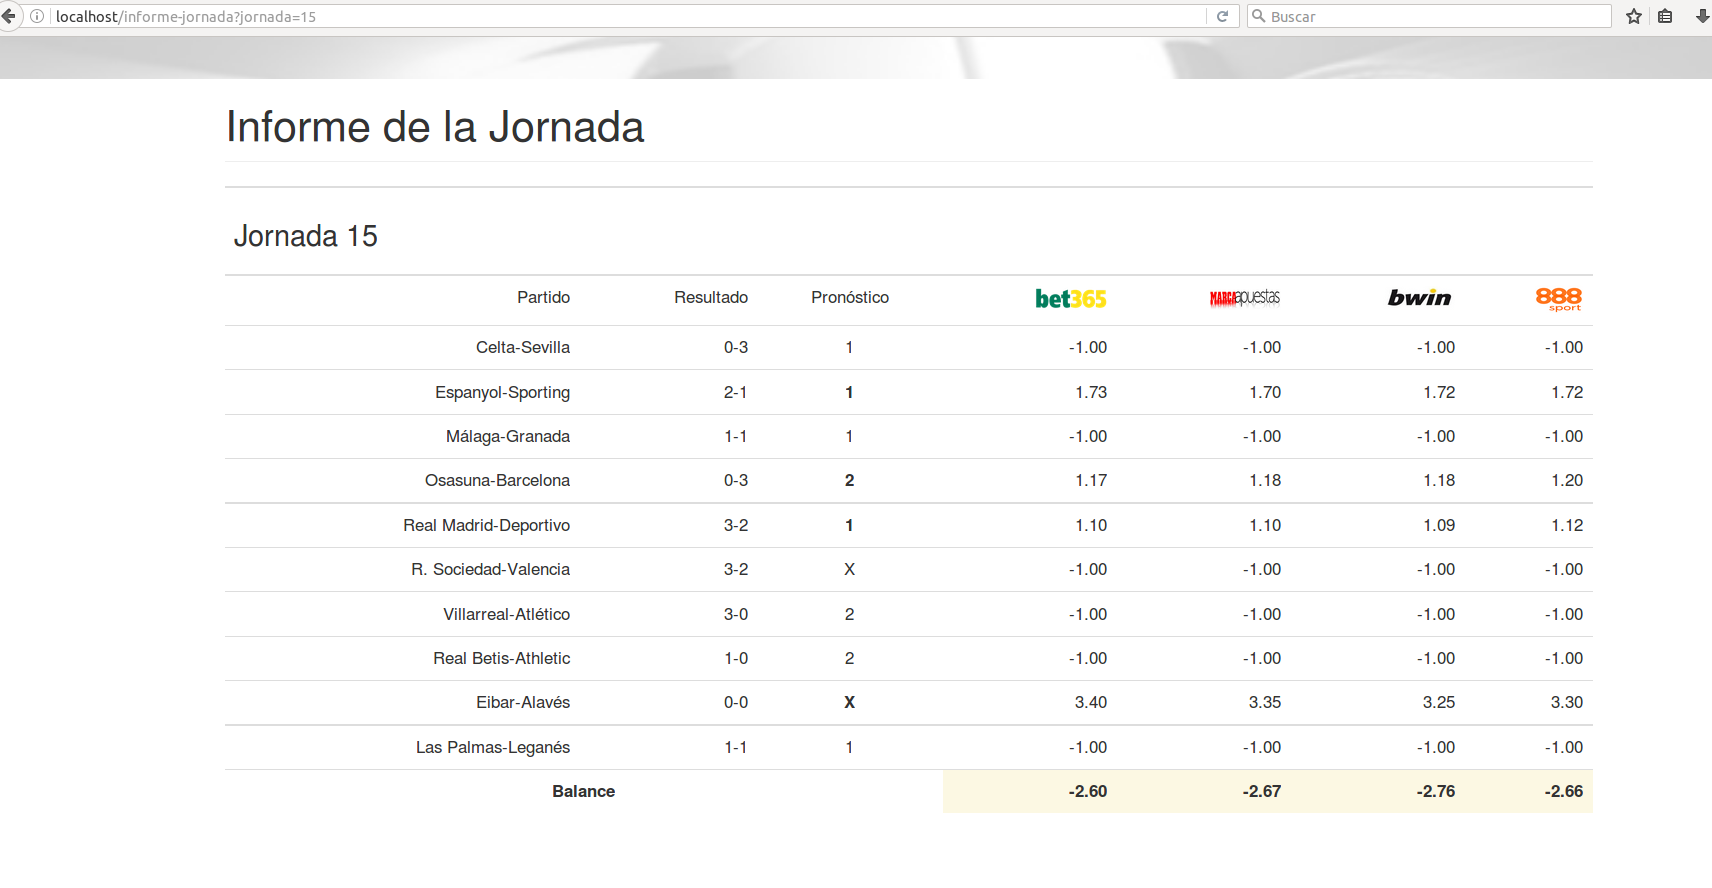 localhost/informe-jornada?jornada=15 Buscar
Informe de la Jornada
Jornada 15
Partido Resultado Pronóstico bet365 MARCA apuestas bwin 888 sport
Celta-Sevilla 0-3 1 -1.00 -1.00 -1.00 -1.00
Espanyol-Sporting 2-1 1 1.73 1.70 1.72 1.72
Málaga-Granada 1-1 1 -1.00 -1.00 -1.00 -1.00
Osasuna-Barcelona 0-3 2 1.17 1.18 1.18 1.20
Real Madrid-Deportivo 3-2 1 1.10 1.10 1.09 1.12
R. Sociedad-Valencia 3-2 X -1.00 -1.00 -1.00 -1.00
Villarreal-Atlético 3-0 2 -1.00 -1.00 -1.00 -1.00
Real Betis-Athletic 1-0 2 -1.00 -1.00 -1.00 -1.00
Eibar-Alavés 0-0 X 3.40 3.35 3.25 3.30
Las Palmas-Leganés 1-1 1 -1.00 -1.00 -1.00 -1.00
Balance -2.60 -2.67 -2.76 -2.66